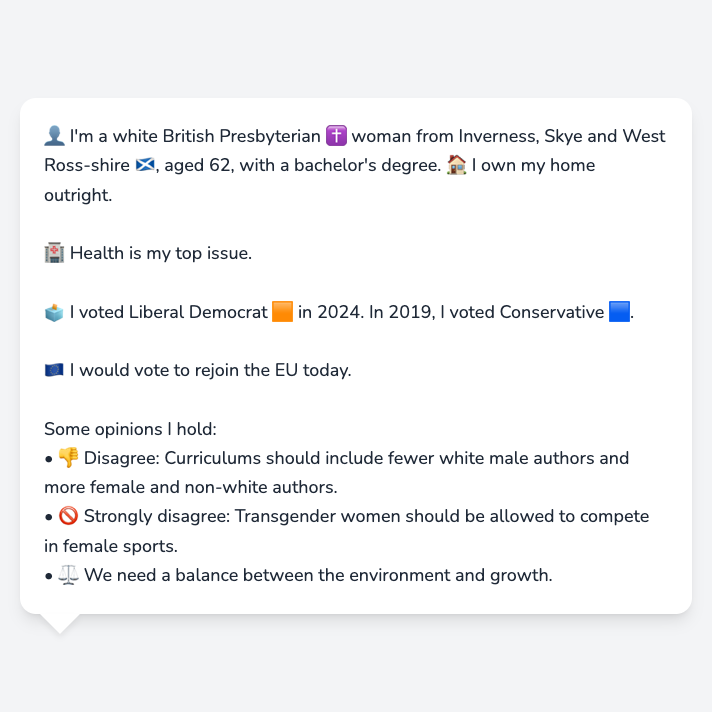 👤 I'm a white British Presbyterian ✝️ woman from Inverness, Skye and West
Ross-shire 🏴󠁧󠁢󠁳󠁣󠁴󠁿, aged 62, with a bachelor's degree. 🏠 I own my home
outright.
🏥 Health is my top issue.
🗳️ I voted Liberal Democrat 🟧 in 2024. In 2019, I voted Conservative 🟦.
🇪🇺 I would vote to rejoin the EU today.
Some opinions I hold:
• 👎 Disagree: Curriculums should include fewer white male authors and
more female and non-white authors.
• 🚫 Strongly disagree: Transgender women should be allowed to compete
in female sports.
• ⚖️ We need a balance between the environment and growth.